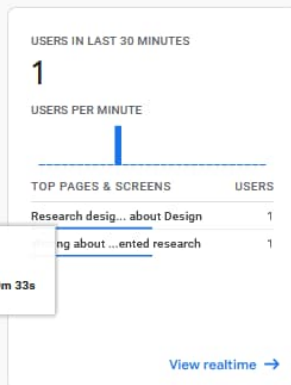 USERS IN LAST 30 MINUTES
1
USERS PER MINUTE
TOP PAGES & SCREENS USERS
Research desig... about Design 1
ng about ...ented research 1
m 33s
View realtime →